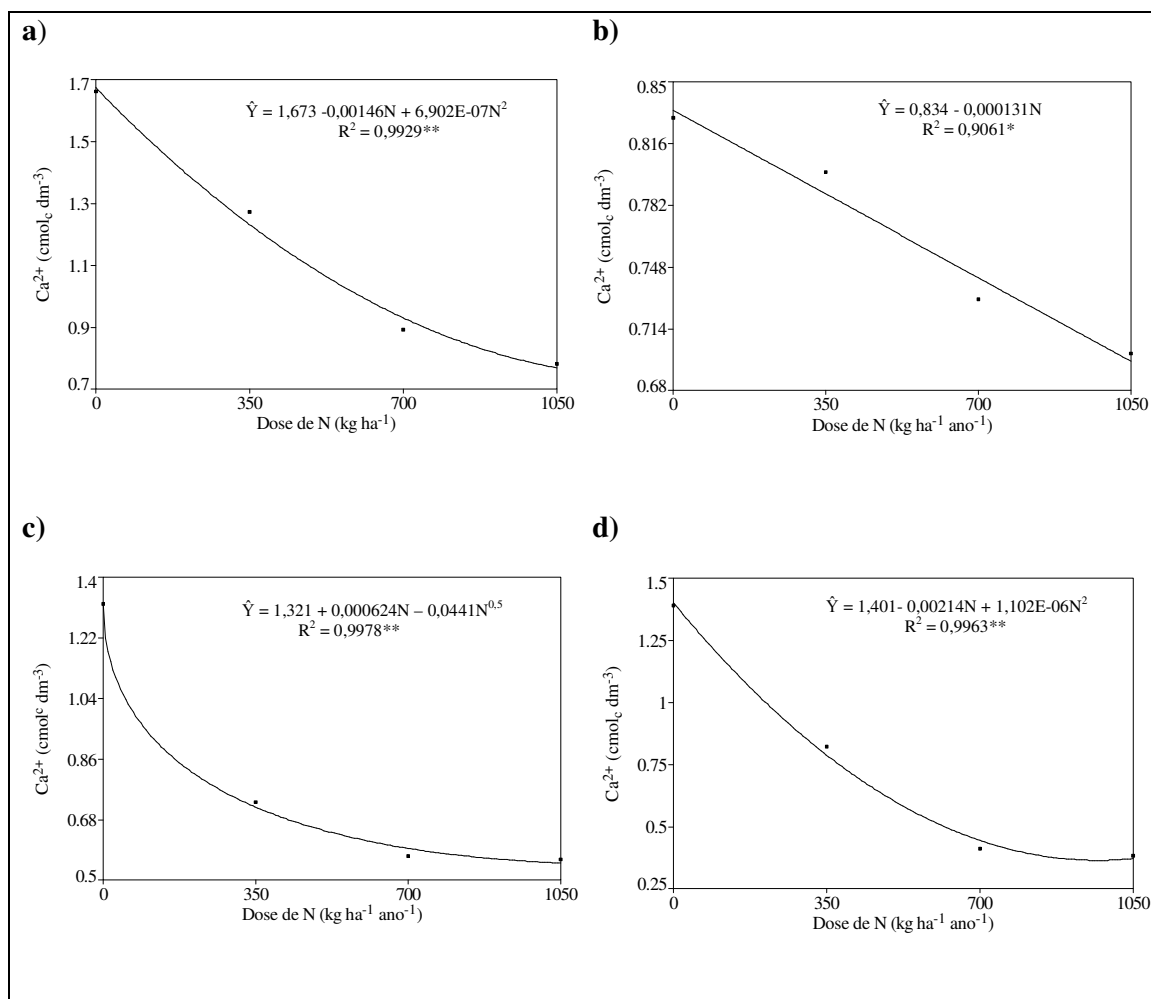 a)
Ŷ = 1,673 -0,00146N + 6,902E-07N²
R² = 0,9929**
1.7
1.5
1.3
1.1
0.9
0.7
Ca²⁺ (cmol_c dm⁻³)
0 350 700 1050
Dose de N (kg ha⁻¹)
b)
Ŷ = 0,834 - 0,000131N
R² = 0,9061*
0.85
0.816
0.782
0.748
0.714
0.68
Ca²⁺ (cmol_c dm⁻³)
0 350 700 1050
Dose de N (kg ha⁻¹ ano⁻¹)
c)
Ŷ = 1,321 + 0,000624N – 0,0441N⁰,⁵
R² = 0,9978**
1.4
1.22
1.04
0.86
0.68
0.5
Ca²⁺ (cmolᶜ dm⁻³)
0 350 700 1050
Dose de N (kg ha⁻¹ ano⁻¹)
d)
Ŷ = 1,401- 0,00214N + 1,102E-06N²
R² = 0,9963**
1.5
1.25
1
0.75
0.5
0.25
Ca²⁺ (cmol_c dm⁻³)
0 350 700 1050
Dose de N (kg ha⁻¹ ano⁻¹)